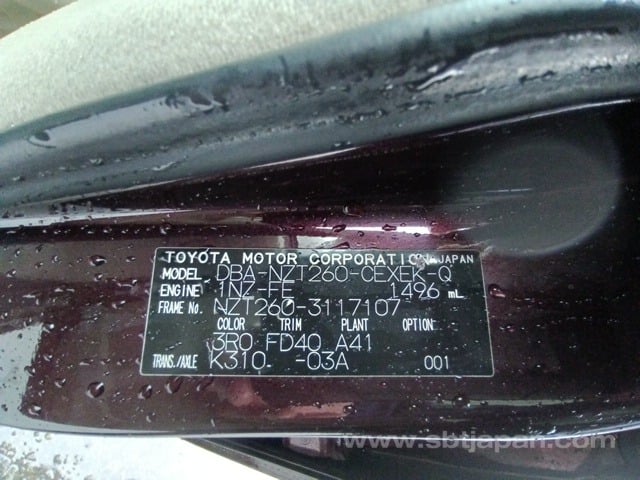 TOYOTA MOTOR CORPORATION JAPAN
MODEL DBA-NZT260-CEXEK-Q
ENGINE 1NZ-FE 1496 mL
FRAME No. NZT260-3117107
COLOR TRIM PLANT OPTION
3R0 FD40 A41
TRANS./AXLE K310 -03A 001
www.sbtjapan.com